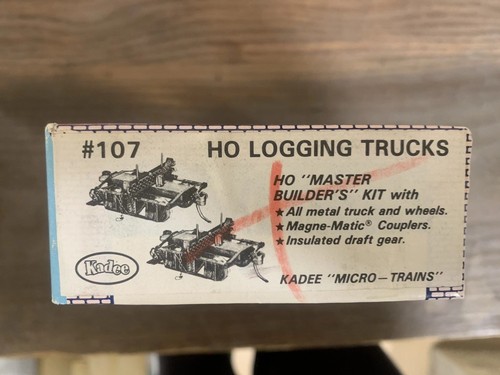 #107 HO LOGGING TRUCKS
HO "MASTER
BUILDER'S" KIT with
★ All metal truck and wheels.
★ Magne-Matic® Couplers.
★ Insulated draft gear.
Kadee
KADEE "MICRO-TRAINS"